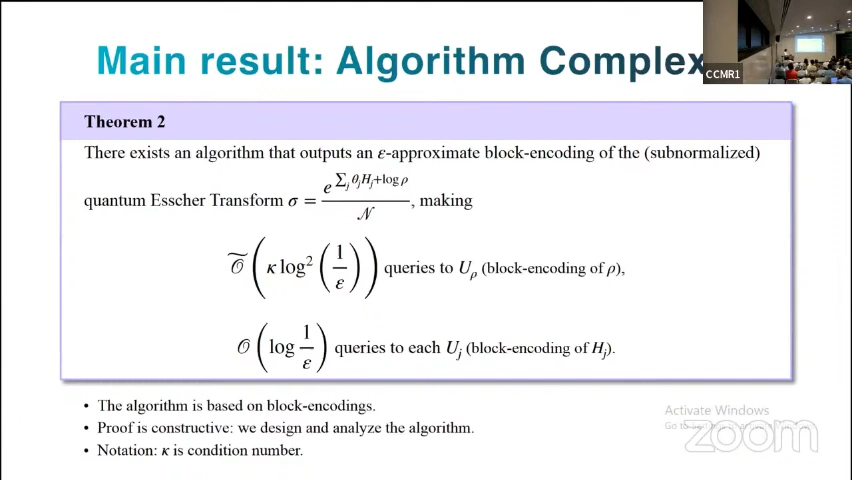 Main result: Algorithm Complex
CCMR1
Theorem 2
There exists an algorithm that outputs an ε-approximate block-encoding of the (subnormalized)
quantum Esscher Transform σ = e^{∑_j θ_j H_j + log ρ} / 𝒩, making
𝒪̃(κ log²(1/ε)) queries to U_ρ (block-encoding of ρ),
𝒪(log 1/ε) queries to each U_j (block-encoding of H_j).
• The algorithm is based on block-encodings.
• Proof is constructive: we design and analyze the algorithm.
• Notation: κ is condition number.
Activate Windows
Go to
zoom